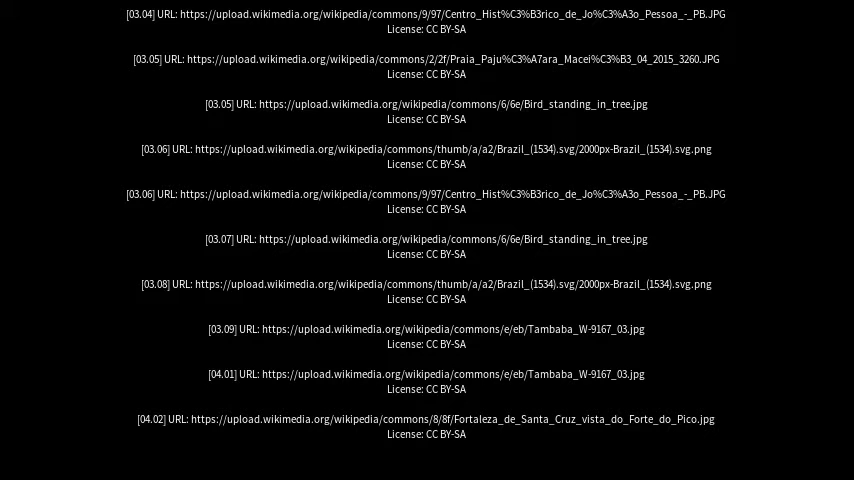 [03.04] URL: https://upload.wikimedia.org/wikipedia/commons/9/97/Centro_Hist%C3%B3rico_de_Jo%C3%A3o_Pessoa_-_PB.JPG
License: CC BY-SA
[03.05] URL: https://upload.wikimedia.org/wikipedia/commons/2/2f/Praia_Paju%C3%A7ara_Macei%C3%B3_04_2015_3260.JPG
License: CC BY-SA
[03.05] URL: https://upload.wikimedia.org/wikipedia/commons/6/6e/Bird_standing_in_tree.jpg
License: CC BY-SA
[03.06] URL: https://upload.wikimedia.org/wikipedia/commons/thumb/a/a2/Brazil_(1534).svg/2000px-Brazil_(1534).svg.png
License: CC BY-SA
[03.06] URL: https://upload.wikimedia.org/wikipedia/commons/9/97/Centro_Hist%C3%B3rico_de_Jo%C3%A3o_Pessoa_-_PB.JPG
License: CC BY-SA
[03.07] URL: https://upload.wikimedia.org/wikipedia/commons/6/6e/Bird_standing_in_tree.jpg
License: CC BY-SA
[03.08] URL: https://upload.wikimedia.org/wikipedia/commons/thumb/a/a2/Brazil_(1534).svg/2000px-Brazil_(1534).svg.png
License: CC BY-SA
[03.09] URL: https://upload.wikimedia.org/wikipedia/commons/e/eb/Tambaba_W-9167_03.jpg
License: CC BY-SA
[04.01] URL: https://upload.wikimedia.org/wikipedia/commons/e/eb/Tambaba_W-9167_03.jpg
License: CC BY-SA
[04.02] URL: https://upload.wikimedia.org/wikipedia/commons/8/8f/Fortaleza_de_Santa_Cruz_vista_do_Forte_do_Pico.jpg
License: CC BY-SA